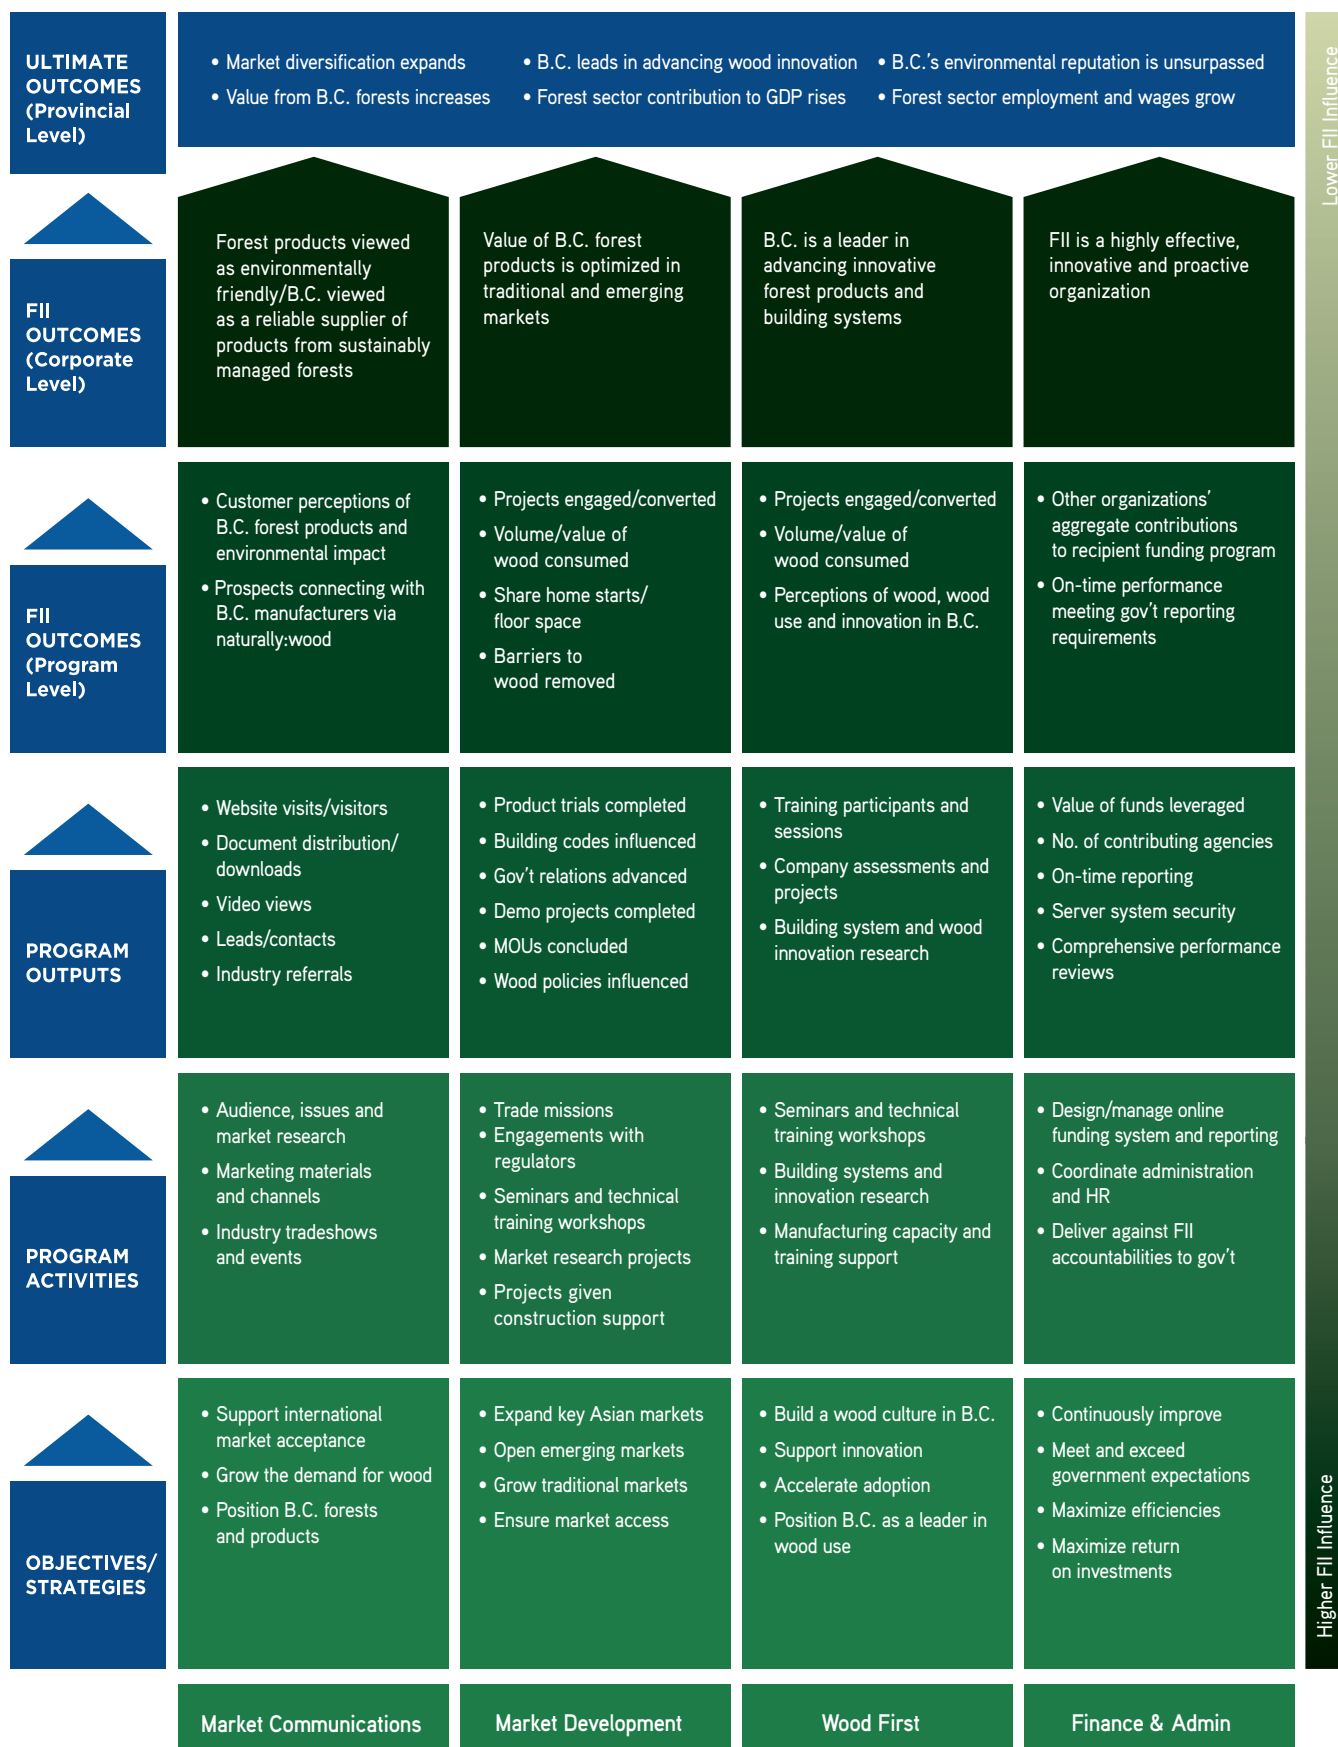 ULTIMATE
OUTCOMES
(Provincial
Level)
• Market diversification expands
• Value from B.C. forests increases
• B.C. leads in advancing wood innovation
• Forest sector contribution to GDP rises
• B.C.'s environmental reputation is unsurpassed
• Forest sector employment and wages grow
Lower FII Influence
FII
OUTCOMES
(Corporate
Level)
Forest products viewed
as environmentally
friendly/B.C. viewed
as a reliable supplier of
products from sustainably
managed forests
Value of B.C. forest
products is optimized in
traditional and emerging
markets
B.C. is a leader in
advancing innovative
forest products and
building systems
FII is a highly effective,
innovative and proactive
organization
FII
OUTCOMES
(Program
Level)
• Customer perceptions of
B.C. forest products and
environmental impact
• Prospects connecting with
B.C. manufacturers via
naturally:wood
• Projects engaged/converted
• Volume/value of
wood consumed
• Share home starts/
floor space
• Barriers to
wood removed
• Projects engaged/converted
• Volume/value of
wood consumed
• Perceptions of wood, wood
use and innovation in B.C.
• Other organizations'
aggregate contributions
to recipient funding program
• On-time performance
meeting gov't reporting
requirements
PROGRAM
OUTPUTS
• Website visits/visitors
• Document distribution/
downloads
• Video views
• Leads/contacts
• Industry referrals
• Product trials completed
• Building codes influenced
• Gov't relations advanced
• Demo projects completed
• MOUs concluded
• Wood policies influenced
• Training participants and
sessions
• Company assessments and
projects
• Building system and wood
innovation research
• Value of funds leveraged
• No. of contributing agencies
• On-time reporting
• Server system security
• Comprehensive performance
reviews
PROGRAM
ACTIVITIES
• Audience, issues and
market research
• Marketing materials
and channels
• Industry tradeshows
and events
• Trade missions
• Engagements with
regulators
• Seminars and technical
training workshops
• Market research projects
• Projects given
construction support
• Seminars and technical
training workshops
• Building systems and
innovation research
• Manufacturing capacity and
training support
• Design/manage online
funding system and reporting
• Coordinate administration
and HR
• Deliver against FII
accountabilities to gov't
OBJECTIVES/
STRATEGIES
• Support international
market acceptance
• Grow the demand for wood
• Position B.C. forests
and products
• Expand key Asian markets
• Open emerging markets
• Grow traditional markets
• Ensure market access
• Build a wood culture in B.C.
• Support innovation
• Accelerate adoption
• Position B.C. as a leader in
wood use
• Continuously improve
• Meet and exceed
government expectations
• Maximize efficiencies
• Maximize return
on investments
Higher FII Influence
Market Communications
Market Development
Wood First
Finance & Admin